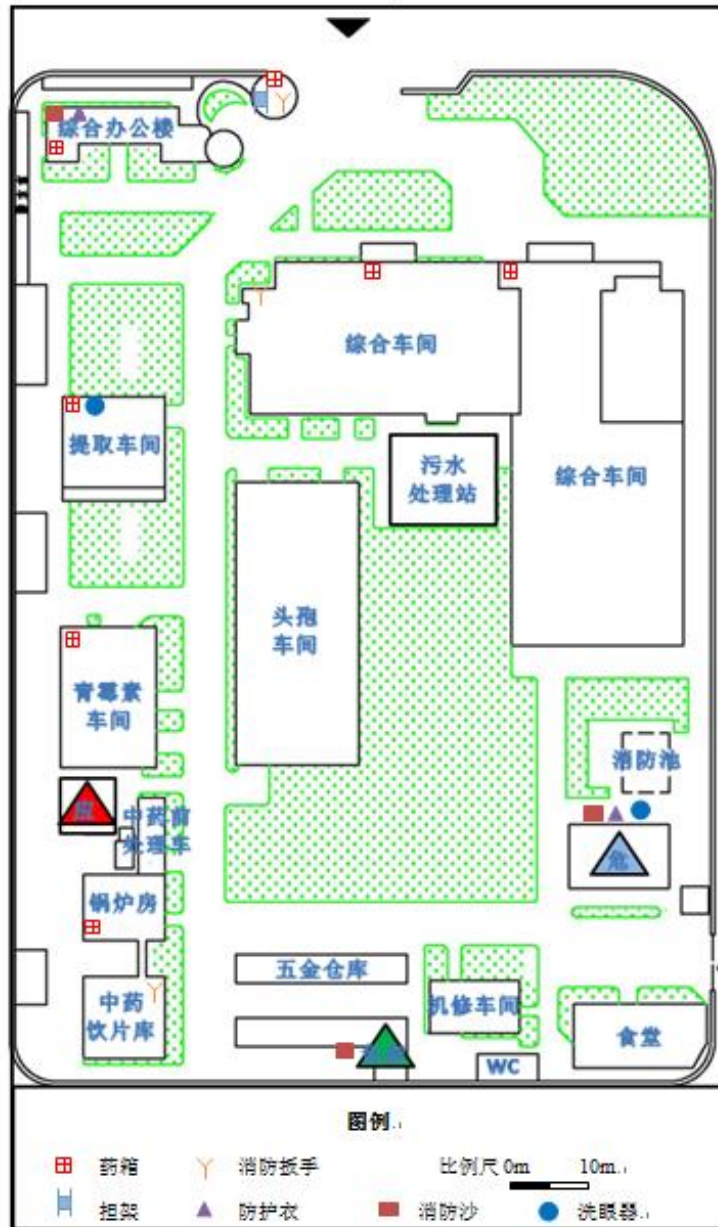 综合办公楼
综合车间
提取车间
污水
处理站
综合车间
头孢
车间
青霉素
车间
消防池
中药前
处理车
危
锅炉房
五金仓库
中药
饮片库
机修车间
食堂
WC
图例
药箱 消防扳手 比例尺 0m 10m
担架 防护衣 消防沙 洗眼器